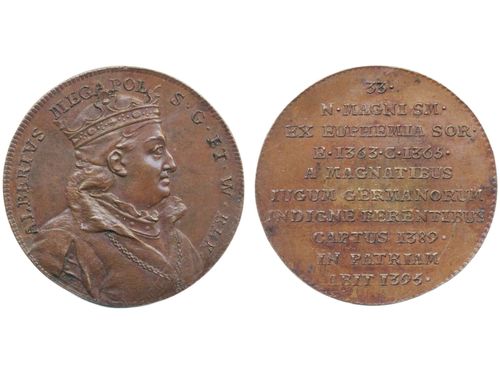 ALBERTUS MEGAPOL· S·G·ET W·REX·
33·
N·MAGNI SM·
EX EUPHEMIA SOR·
E·1363·C·1365·
A MAGNATIBUS
IUGUM GERMANORUM
INDIGNE FERENTIBUS
CAPTUS 1389·
IN PATRIAM
ABIT 1395·